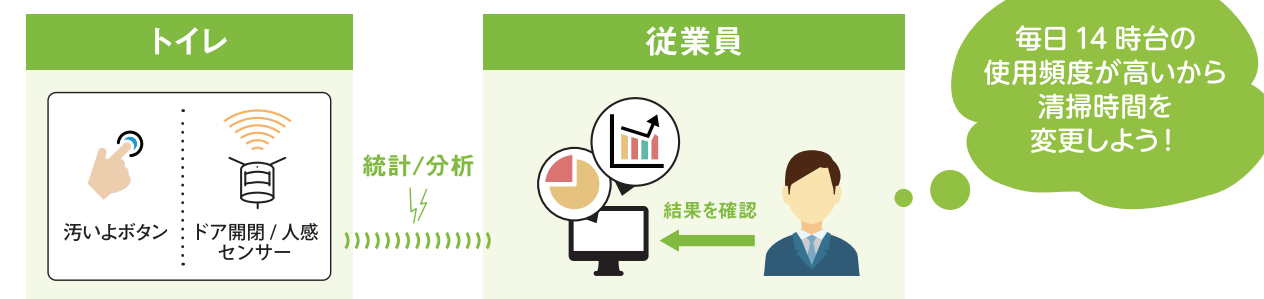 トイレ
汚いよボタン
ドア開閉 / 人感
センサー
統計/分析
従業員
結果を確認
毎日 14 時台の
使用頻度が高いから
清掃時間を
変更しよう！